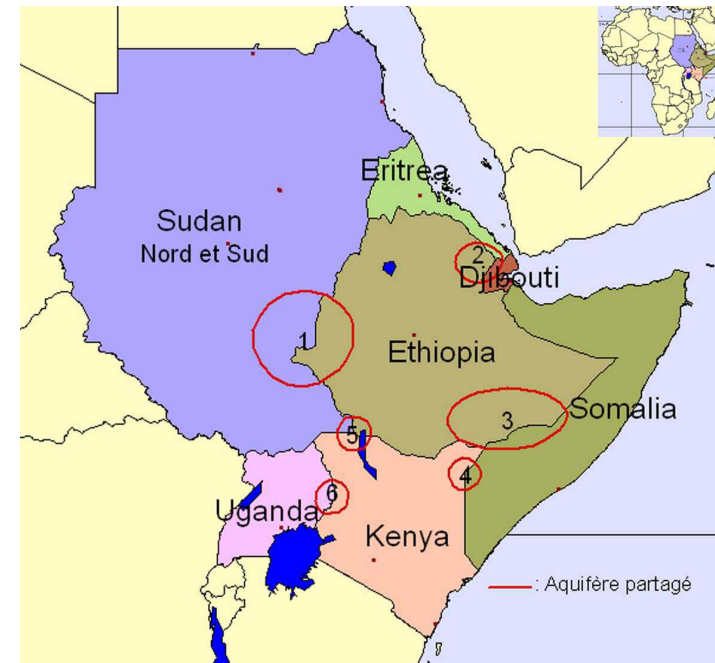 Eritrea
Sudan
Nord et Sud
2
Djibouti
1
Ethiopia
Somalia
3
5
4
6
Uganda
Kenya
: Aquifère partagé